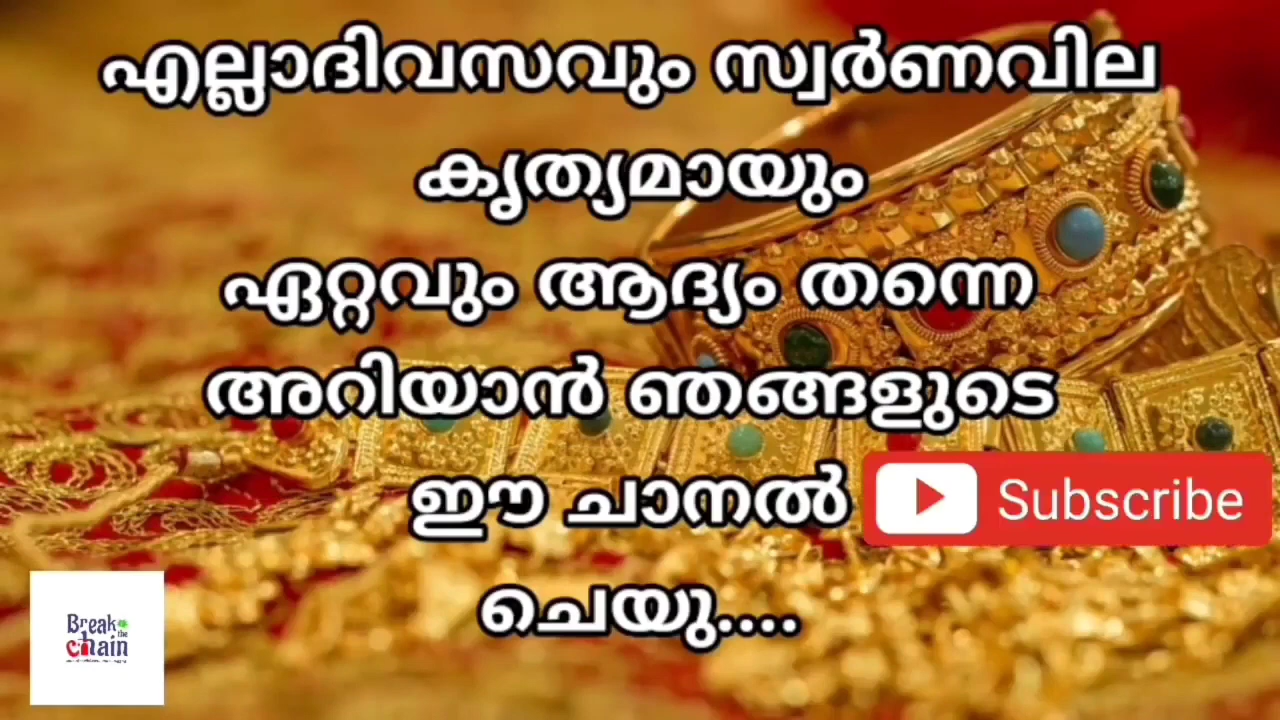 എല്ലാദിവസവും സ്വർണവില
കൃത്യമായും
ഏറ്റവും ആദ്യം തന്നെ
അറിയാൻ ഞങ്ങളുടെ
ഈ ചാനൽ Subscribe
ചെയു....
Break
the
chain